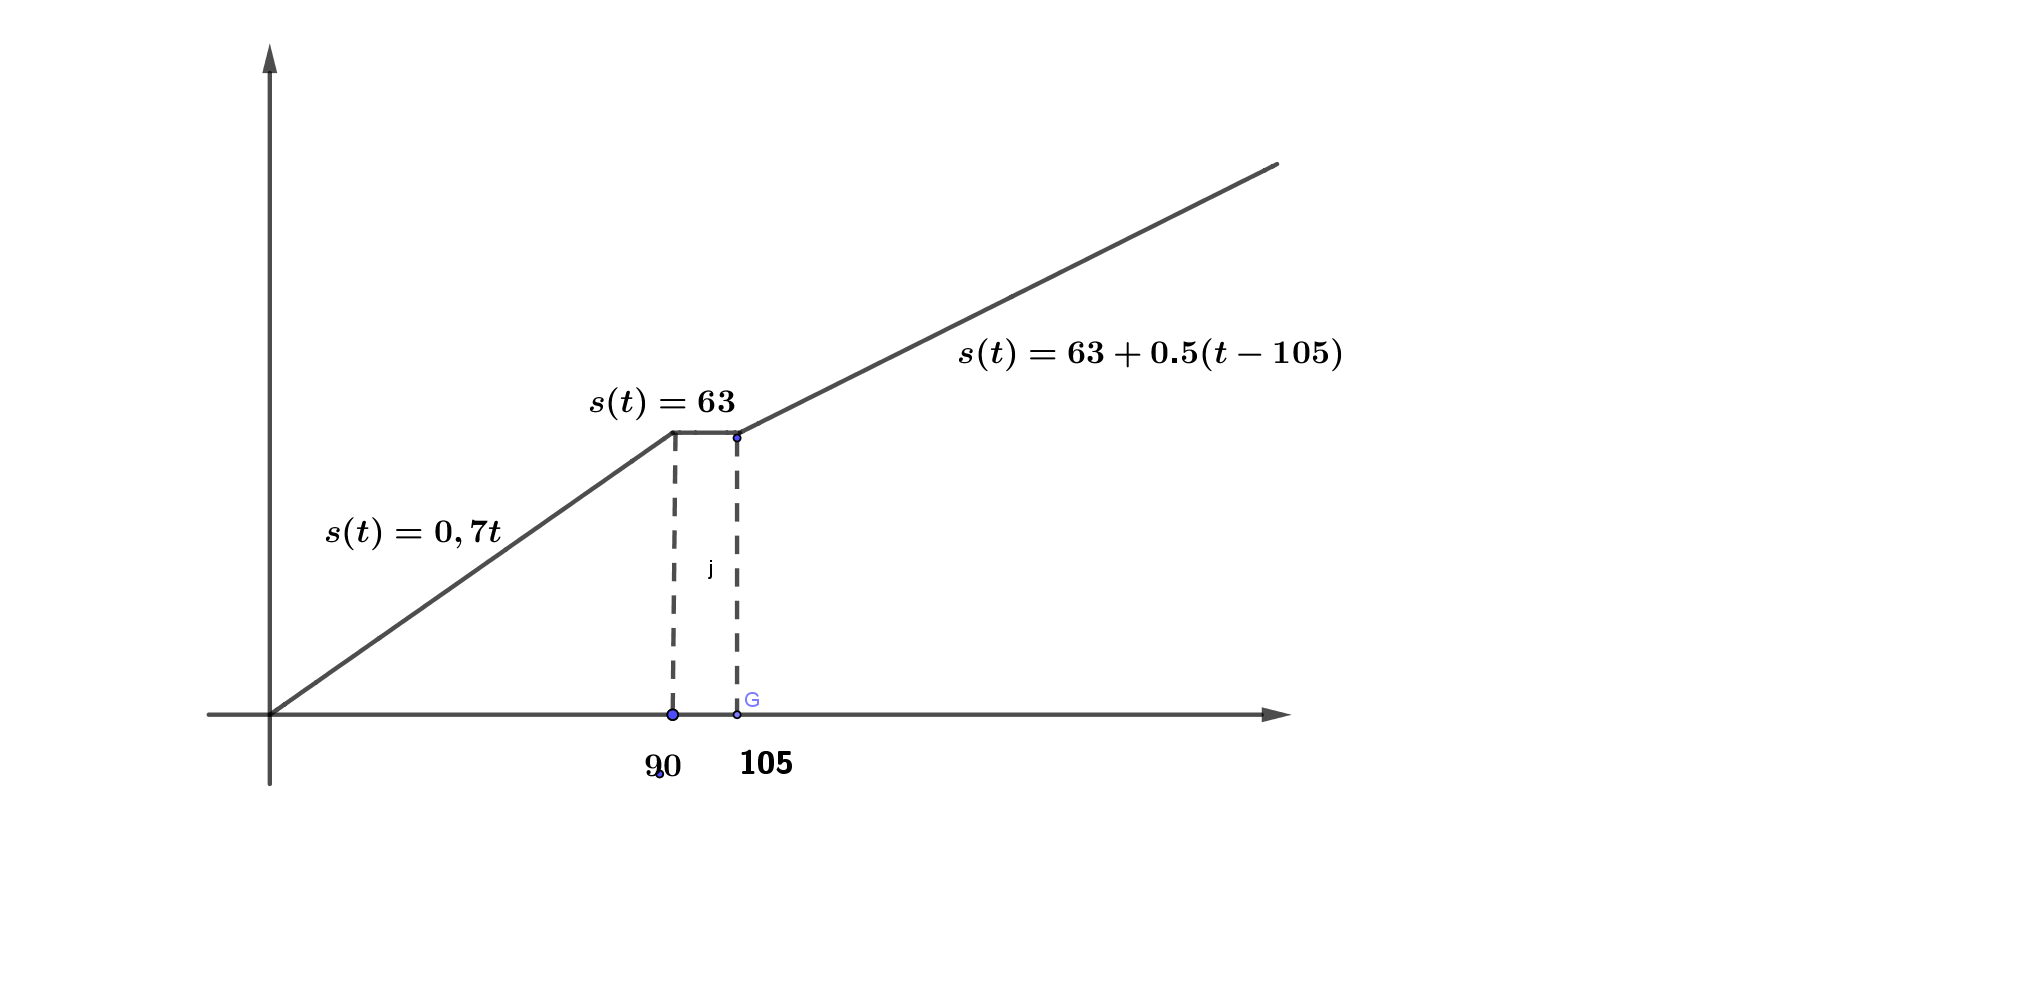 s(t) = 63 + 0.5(t − 105)
s(t) = 63
s(t) = 0,7t
j
G
90
105